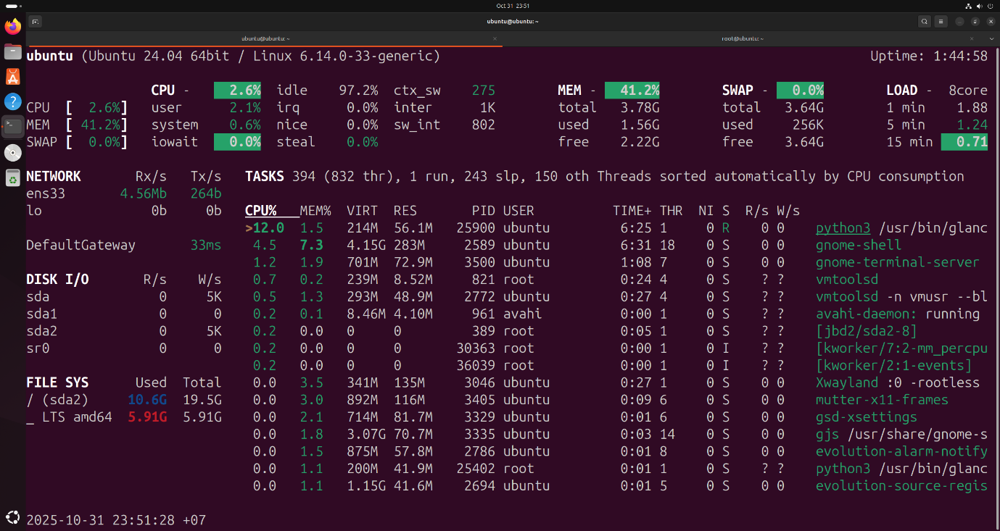 Oct 31 23:51
ubuntu@ubuntu: ~
ubuntu@ubuntu: ~ root@ubuntu: ~
ubuntu (Ubuntu 24.04 64bit / Linux 6.14.0-33-generic) Uptime: 1:44:58
CPU - 2.6% idle 97.2% ctx_sw 275 MEM - 41.2% SWAP - 0.0% LOAD - 8core
CPU [ 2.6%] user 2.1% irq 0.0% inter 1K total 3.78G total 3.64G 1 min 1.88
MEM [ 41.2%] system 0.6% nice 0.0% sw_int 802 used 1.56G used 256K 5 min 1.24
SWAP [ 0.0%] iowait 0.0% steal 0.0% free 2.22G free 3.64G 15 min 0.71
NETWORK Rx/s Tx/s TASKS 394 (832 thr), 1 run, 243 slp, 150 oth Threads sorted automatically by CPU consumption
ens33 4.56Mb 264b
lo 0b 0b CPU% MEM% VIRT RES PID USER TIME+ THR NI S R/s W/s
>12.0 1.5 214M 56.1M 25900 ubuntu 6:25 1 0 R 0 0 python3 /usr/bin/glanc
DefaultGateway 33ms 4.5 7.3 4.15G 283M 2589 ubuntu 6:31 18 0 S 0 0 gnome-shell
1.2 1.9 701M 72.9M 3500 ubuntu 1:08 7 0 S 0 0 gnome-terminal-server
DISK I/O R/s W/s 0.7 0.2 239M 8.52M 821 root 0:24 4 0 S ? ? vmtoolsd
sda 0 5K 0.5 1.3 293M 48.9M 2772 ubuntu 0:27 4 0 S ? ? vmtoolsd -n vmusr --bl
sda1 0 0 0.2 0.1 8.46M 4.10M 961 avahi 0:00 1 0 S ? ? avahi-daemon: running
sda2 0 5K 0.2 0.0 0 0 389 root 0:05 1 0 S ? ? [jbd2/sda2-8]
sr0 0 0 0.2 0.0 0 0 30363 root 0:00 1 0 I ? ? [kworker/7:2-mm_percpu
0.2 0.0 0 0 36039 root 0:00 1 0 I ? ? [kworker/2:1-events]
FILE SYS Used Total 0.0 3.5 341M 135M 3046 ubuntu 0:27 1 0 S 0 0 Xwayland :0 -rootless
/ (sda2) 10.6G 19.5G 0.0 3.0 892M 116M 3405 ubuntu 0:09 6 0 S 0 0 mutter-x11-frames
_ LTS amd64 5.91G 5.91G 0.0 2.1 714M 81.7M 3329 ubuntu 0:01 6 0 S 0 0 gsd-xsettings
0.0 1.8 3.07G 70.7M 3335 ubuntu 0:03 14 0 S 0 0 gjs /usr/share/gnome-s
0.0 1.5 875M 57.8M 2786 ubuntu 0:01 8 0 S 0 0 evolution-alarm-notify
0.0 1.1 200M 41.9M 25402 root 0:01 1 0 S ? ? python3 /usr/bin/glanc
0.0 1.1 1.15G 41.6M 2694 ubuntu 0:01 5 0 S 0 0 evolution-source-regis
2025-10-31 23:51:28 +07